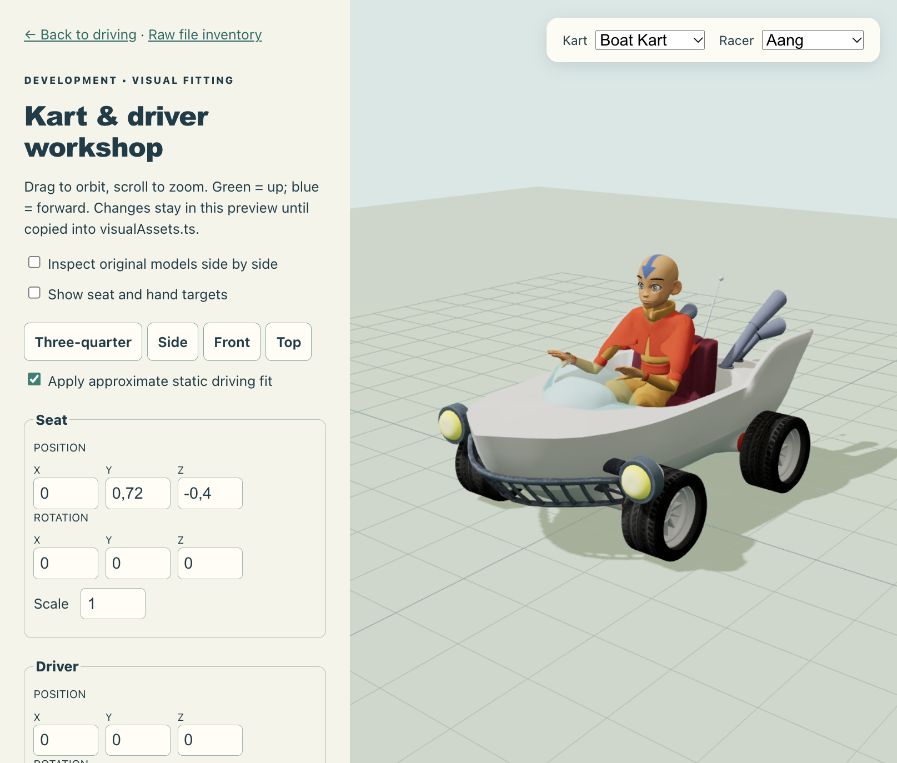 ← Back to driving · Raw file inventory
Kart Boat Kart Racer Aang
DEVELOPMENT • VISUAL FITTING
Kart & driver
workshop
Drag to orbit, scroll to zoom. Green = up; blue
= forward. Changes stay in this preview until
copied into visualAssets.ts.
Inspect original models side by side
Show seat and hand targets
Three-quarter Side Front Top
Apply approximate static driving fit
Seat
POSITION
X Y Z
0 0,72 -0,4
ROTATION
X Y Z
0 0 0
Scale 1
Driver
POSITION
X Y Z
0 0 0
ROTATION